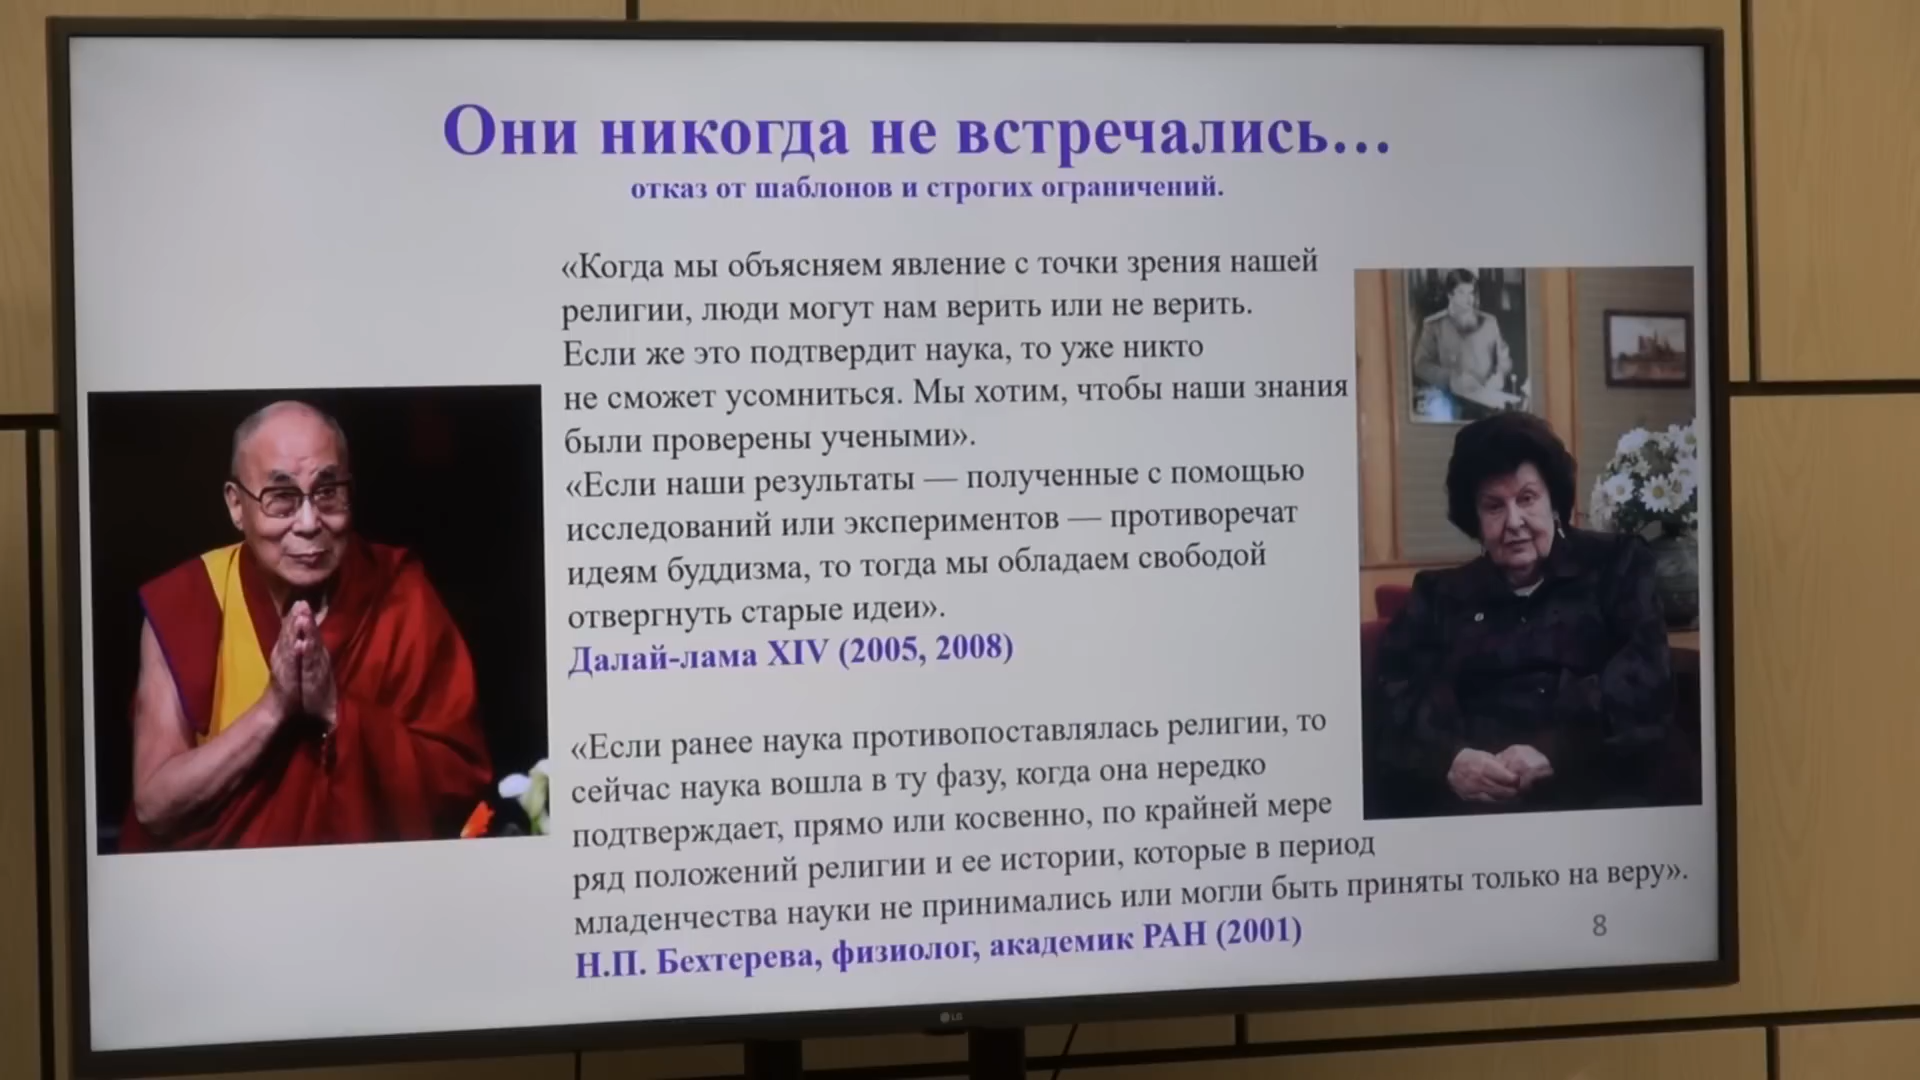 Они никогда не встречались…
отказ от шаблонов и строгих ограничений.
«Когда мы объясняем явление с точки зрения нашей
религии, люди могут нам верить или не верить.
Если же это подтвердит наука, то уже никто
не сможет усомниться. Мы хотим, чтобы наши знания
были проверены учеными».
«Если наши результаты — полученные с помощью
исследований или экспериментов — противоречат
идеям буддизма, то тогда мы обладаем свободой
отвергнуть старые идеи».
Далай-лама XIV (2005, 2008)
«Если ранее наука противопоставлялась религии, то
сейчас наука вошла в ту фазу, когда она нередко
подтверждает, прямо или косвенно, по крайней мере
ряд положений религии и ее истории, которые в период
младенчества науки не принимались или могли быть приняты только на веру».
Н.П. Бехтерева, физиолог, академик РАН (2001)
8
LG